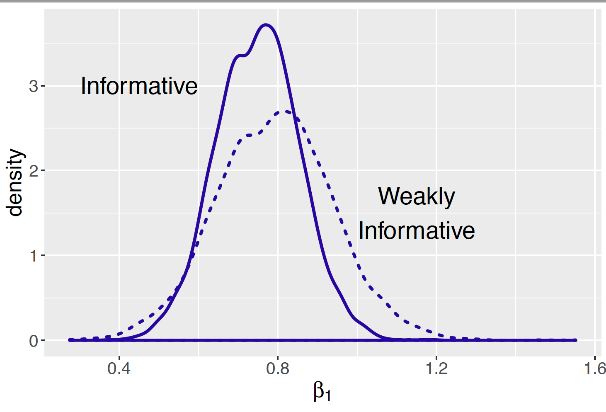 Informative
Weakly
Informative
density
3
2
1
0
0.4 0.8 1.2 1.6
β1